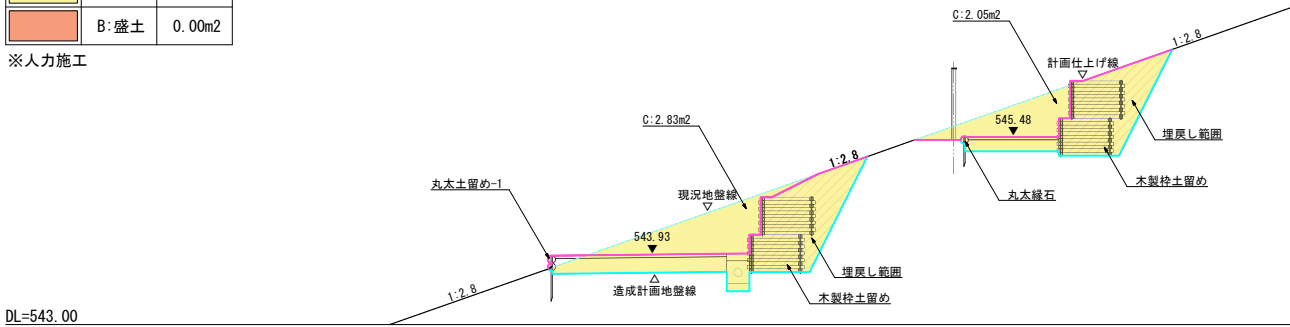 B:盛土 0.00m2
※人力施工
C:2.05m2
1:2.8
計画仕上げ線
545.48
埋戻し範囲
木製枠土留め
丸太縁石
C:2.83m2
1:2.8
丸太土留め-1
現況地盤線
543.93
埋戻し範囲
木製枠土留め
造成計画地盤線
1:2.8
DL=543.00